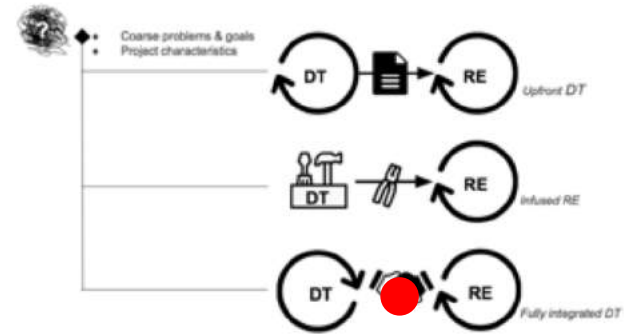 ?
Coarse problems & goals
Project characteristics
DT
RE
Upfront DT
DT
RE
Infused RE
DT
RE
Fully integrated DT